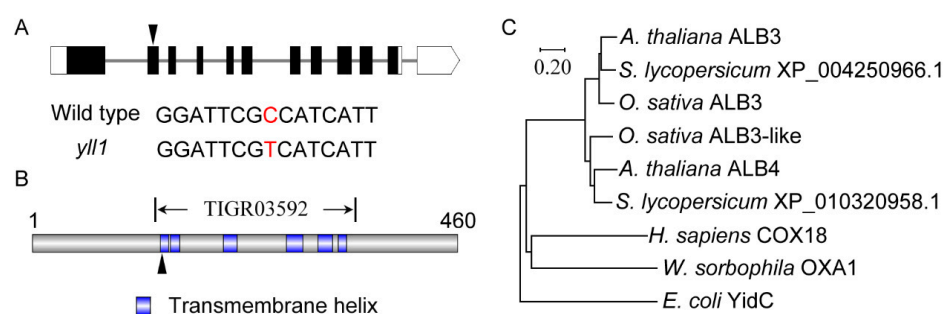 A
Wild type GGATTCGCCATCATT
yll1 GGATTCGTCATCATT
B
TIGR03592
1 460
Transmembrane helix
C
0.20
A. thaliana ALB3
S. lycopersicum XP_004250966.1
O. sativa ALB3
O. sativa ALB3-like
A. thaliana ALB4
S. lycopersicum XP_010320958.1
H. sapiens COX18
W. sorbophila OXA1
E. coli YidC